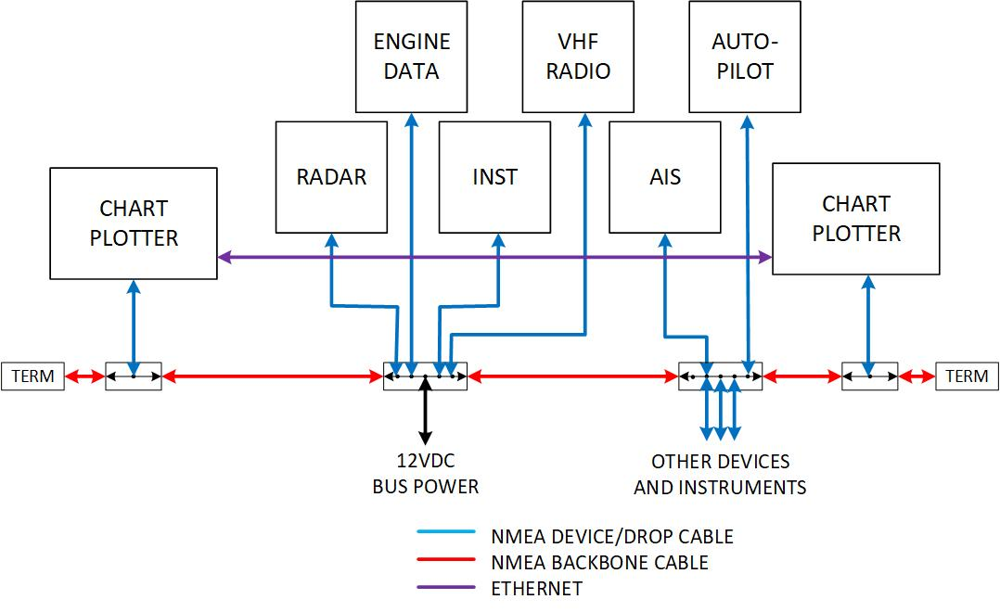 ENGINE
DATA
VHF
RADIO
AUTO-
PILOT
RADAR
INST
AIS
CHART
PLOTTER
CHART
PLOTTER
TERM
TERM
12VDC
BUS POWER
OTHER DEVICES
AND INSTRUMENTS
NMEA DEVICE/DROP CABLE
NMEA BACKBONE CABLE
ETHERNET